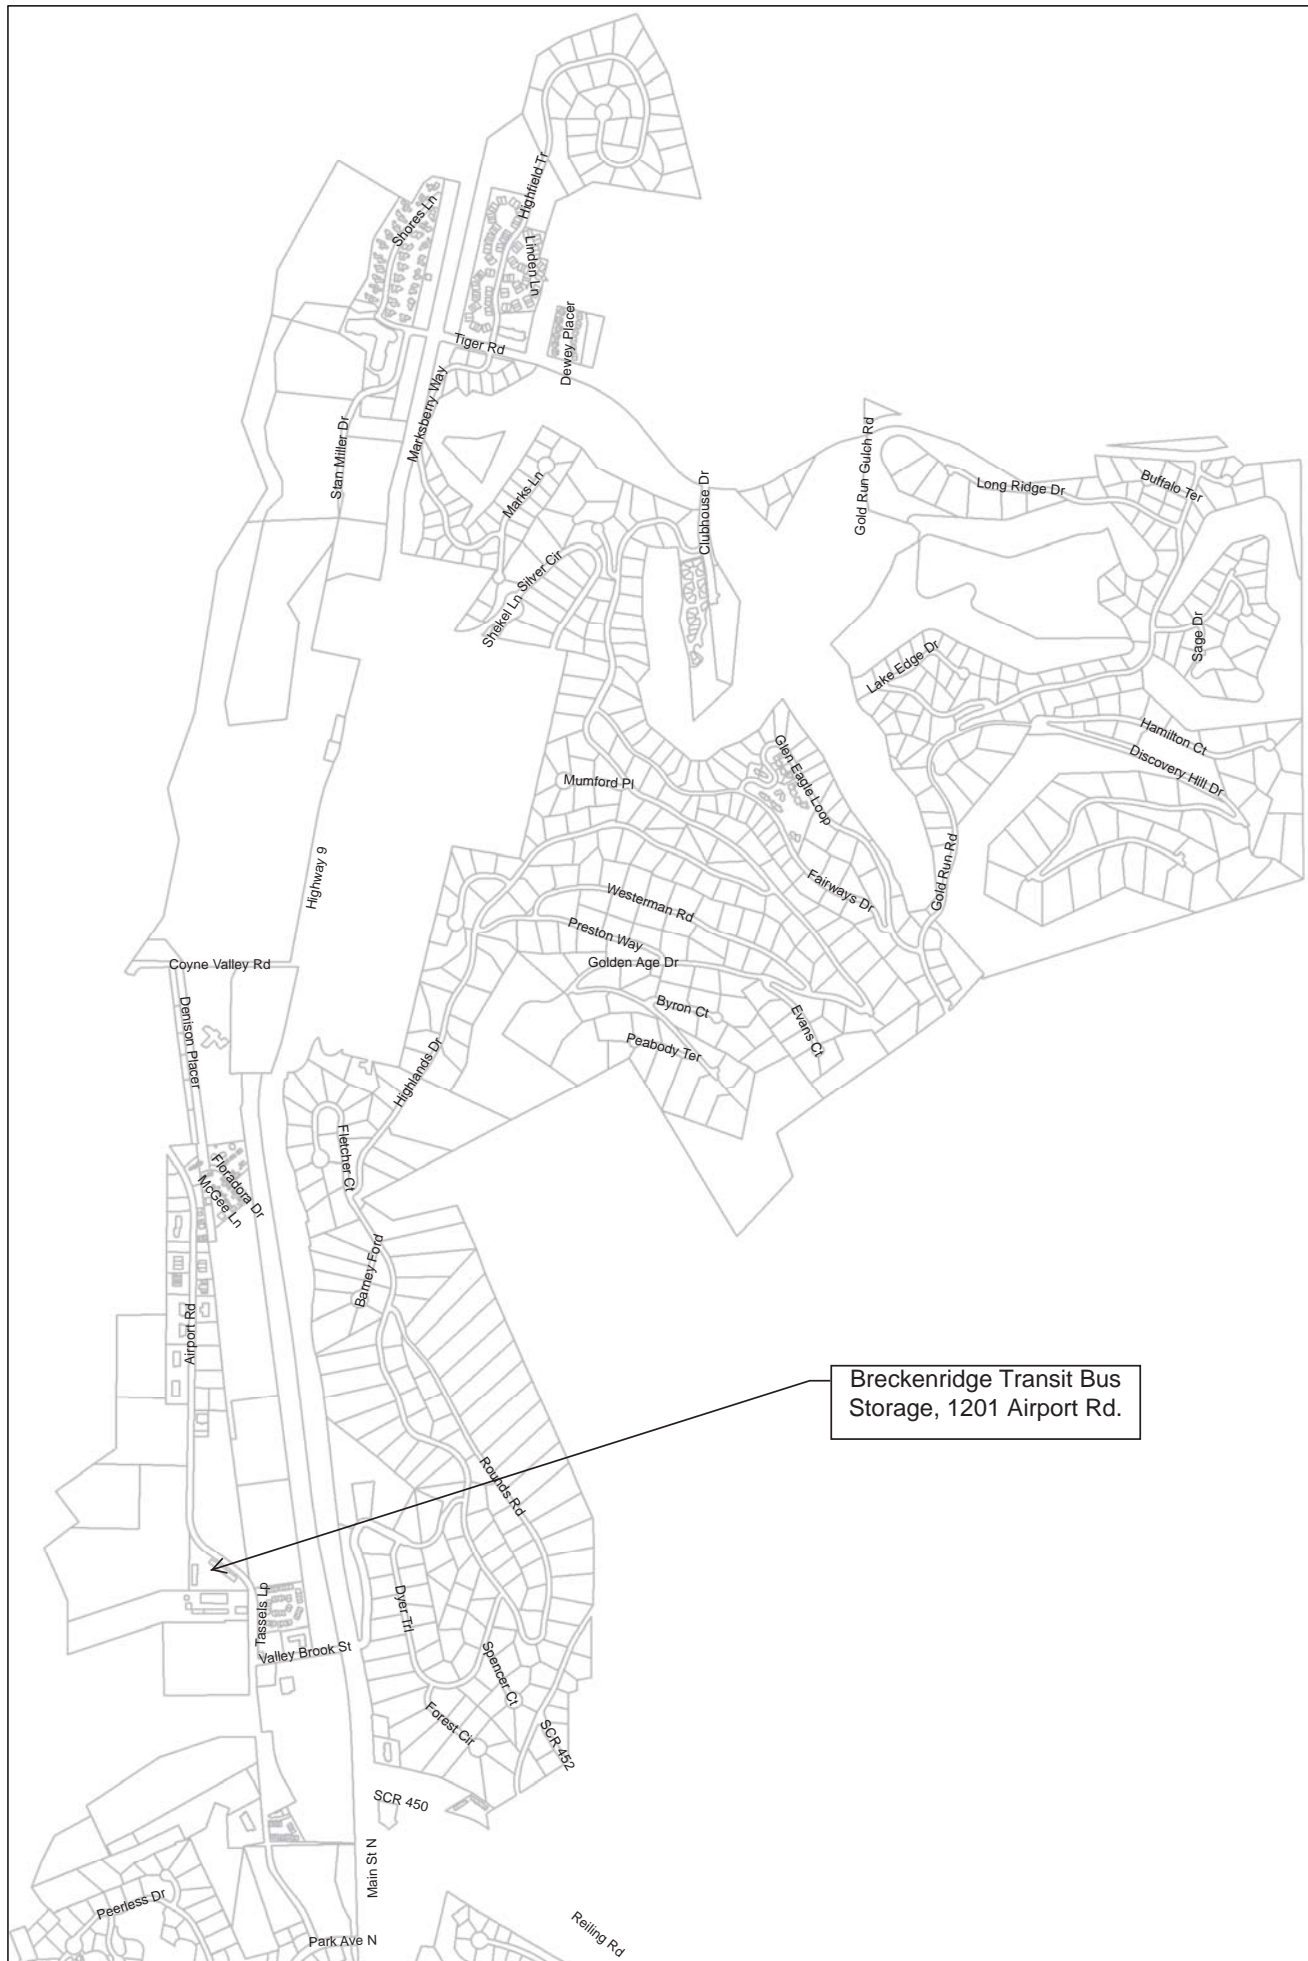 Highfield Tr
Shores Ln
Linden Ln
Dewey Placer
Tiger Rd
Marksberry Way
Stan Miller Dr
Gold Run Gulch Rd
Marks Ln
Clubhouse Dr
Long Ridge Dr
Buffalo Ter
Silver Cir
Shekel Ln
Sage Dr
Lake Edge Dr
Hamilton Ct
Discovery Hill Dr
Glen Eagle Loop
Mumford Pl
Highway 9
Gold Run Rd
Fairways Dr
Westerman Rd
Preston Way
Golden Age Dr
Coyne Valley Rd
Denison Placer
Byron Ct
Evans Ct
Peabody Ter
Highlands Dr
Fletcher Ct
Floradora Dr
McGee Ln
Barney Ford
Airport Rd
Breckenridge Transit Bus
Storage, 1201 Airport Rd.
Rounds Rd
Dyer Trl
Tassels Lp
Valley Brook St
Spencer Ct
Forest Cir
SCR 452
SCR 450
Main St N
Peerless Dr
Park Ave N
Reiling Rd